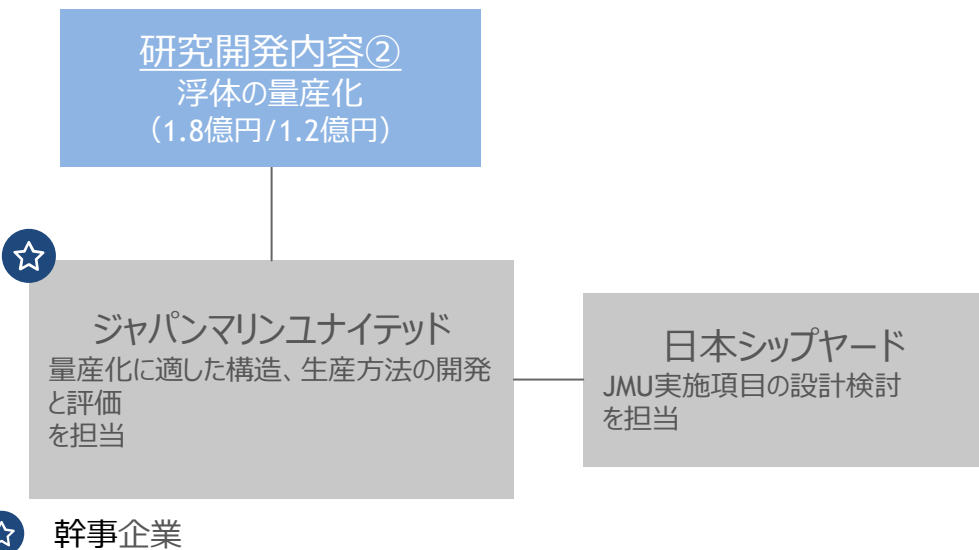 研究開発内容②
浮体の量産化
（1.8億円/1.2億円）
ジャパンマリンユナイテッド
量産化に適した構造、生産方法の開発
と評価
を担当
日本シップヤード
JMU実施項目の設計検討
を担当
幹事企業